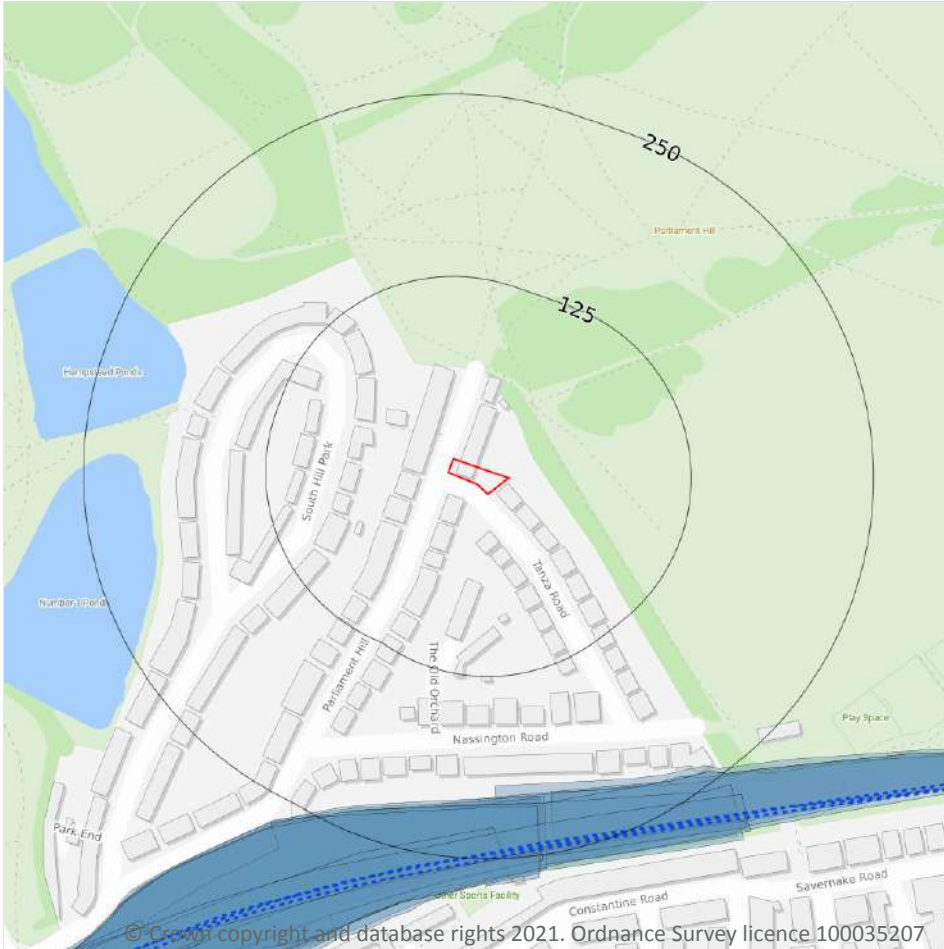 250
Parliament Hill
125
Hampstead Ponds
South Hill Park
Number 1 Pond
Tanza Road
Parliament Hill
The Old Orchard
Play Space
Nassington Road
Park End
Savernake Road
Sports Facility
Constantine Road
© Crown copyright and database rights 2021. Ordnance Survey licence 100035207